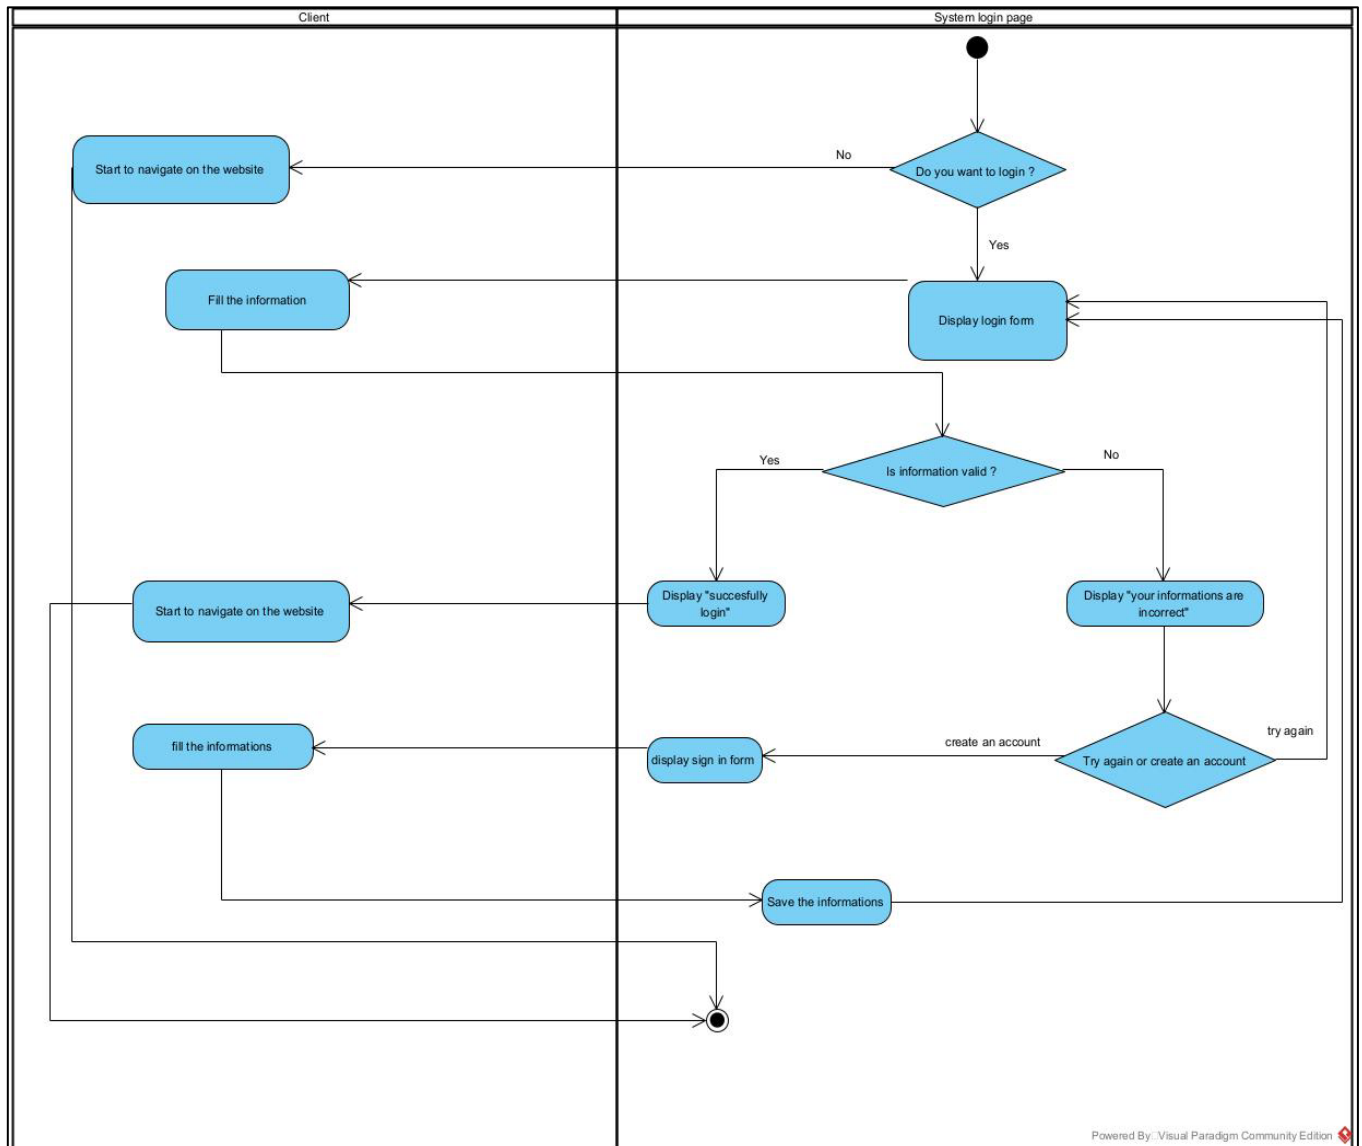 Client
System login page
No
Start to navigate on the website
Do you want to login ?
Yes
Fill the information
Display login form
Yes
Is information valid ?
No
Start to navigate on the website
Display "succesfully
login"
Display "your informations are
incorrect"
fill the informations
display sign in form
create an account
Try again or create an account
try again
Save the informations
Powered By Visual Paradigm Community Edition